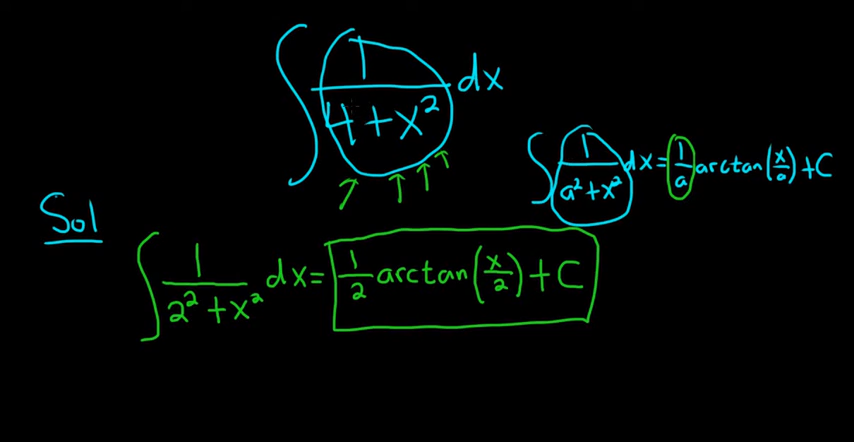 ∫ 1/(4 + x²) dx
∫ 1/(a² + x²) dx = 1/a arctan(x/a) + C
Sol
∫ 1/(2² + x²) dx = 1/2 arctan(x/2) + C